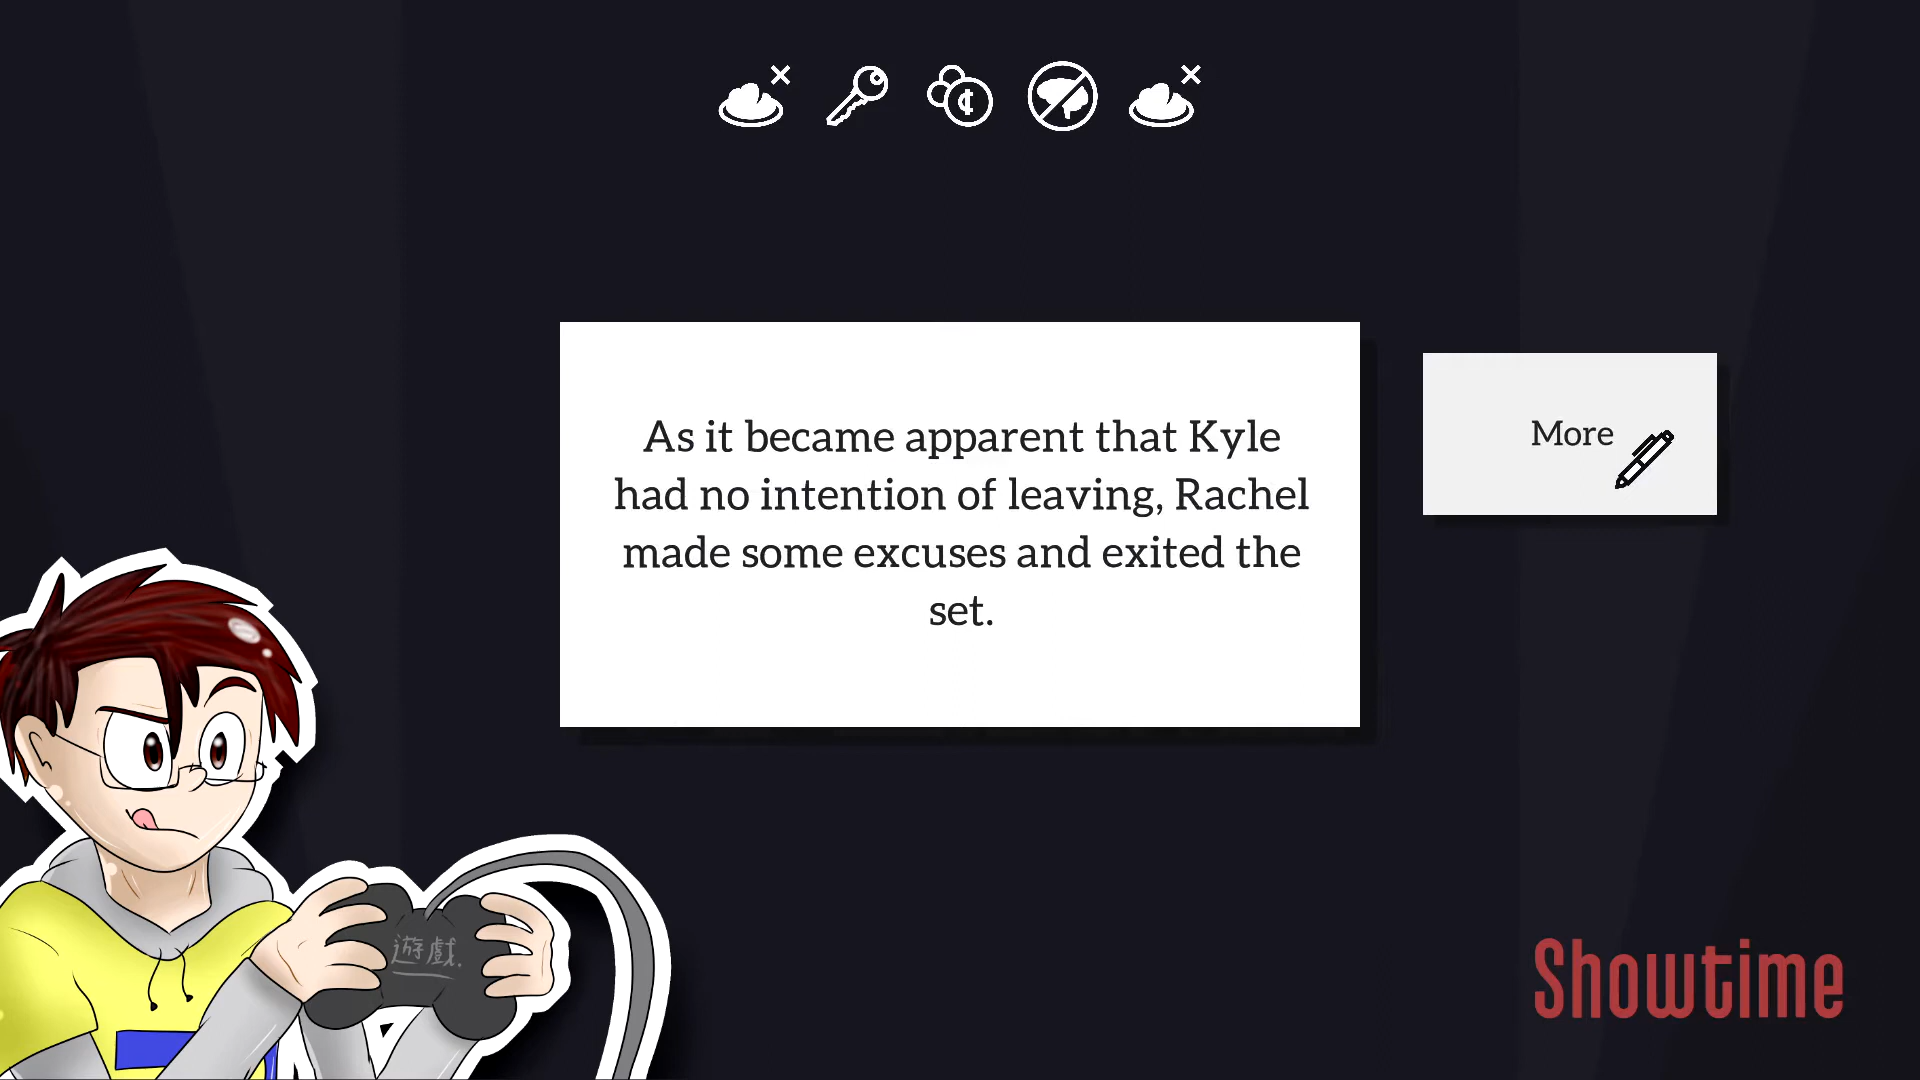 As it became apparent that Kyle
had no intention of leaving, Rachel
made some excuses and exited the
set.
More
遊戲.
Showtime